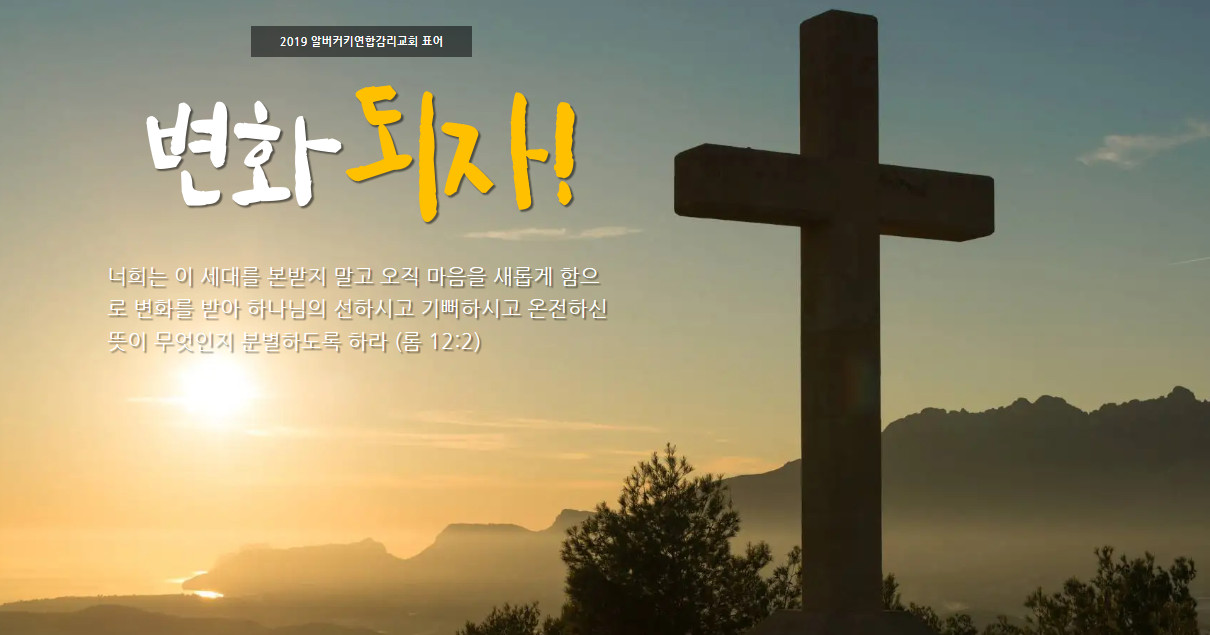 2019 알버커키연합감리교회 표어
변화 되자!
너희는 이 세대를 본받지 말고 오직 마음을 새롭게 함으
로 변화를 받아 하나님의 선하시고 기뻐하시고 온전하신
뜻이 무엇인지 분별하도록 하라 (롬 12:2)